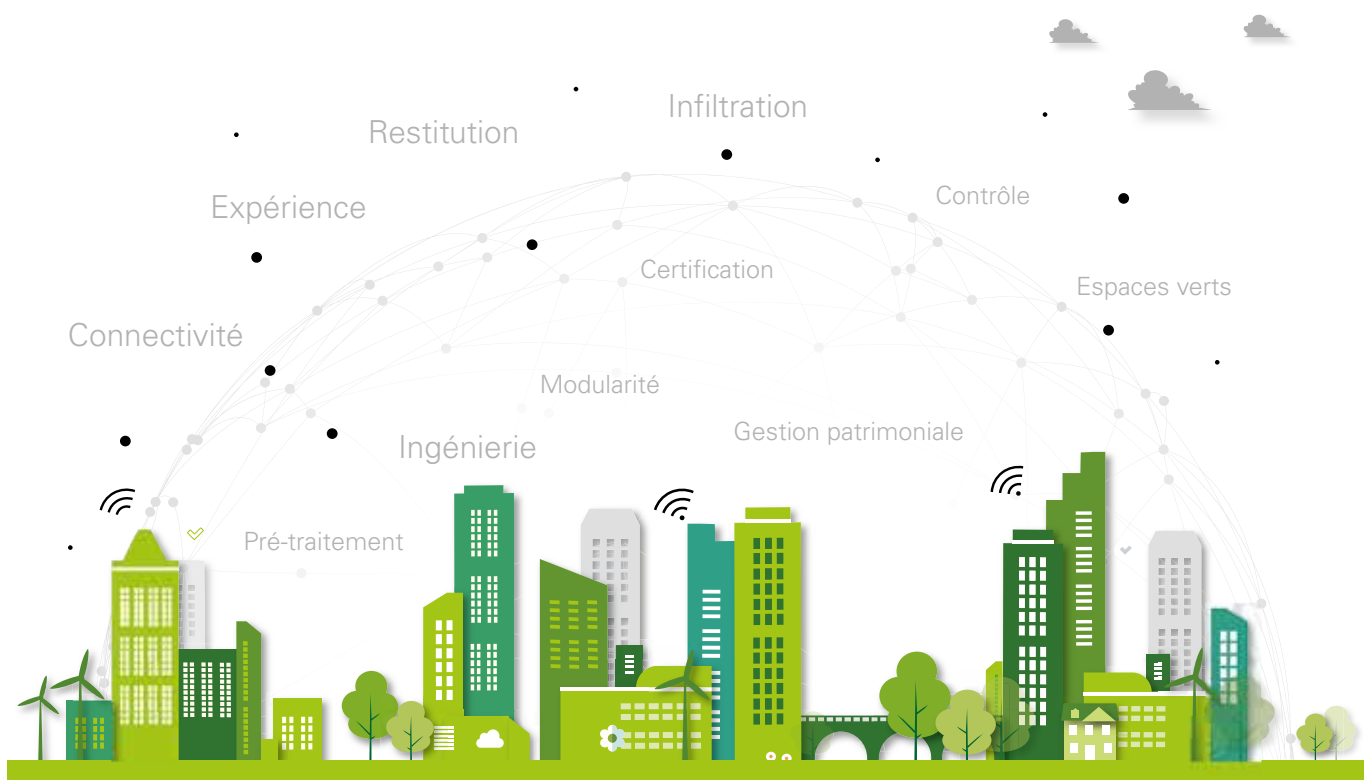 Infiltration
Restitution
Contrôle
Expérience
Certification
Espaces verts
Connectivité
Modularité
Gestion patrimoniale
Ingénierie
Pré-traitement